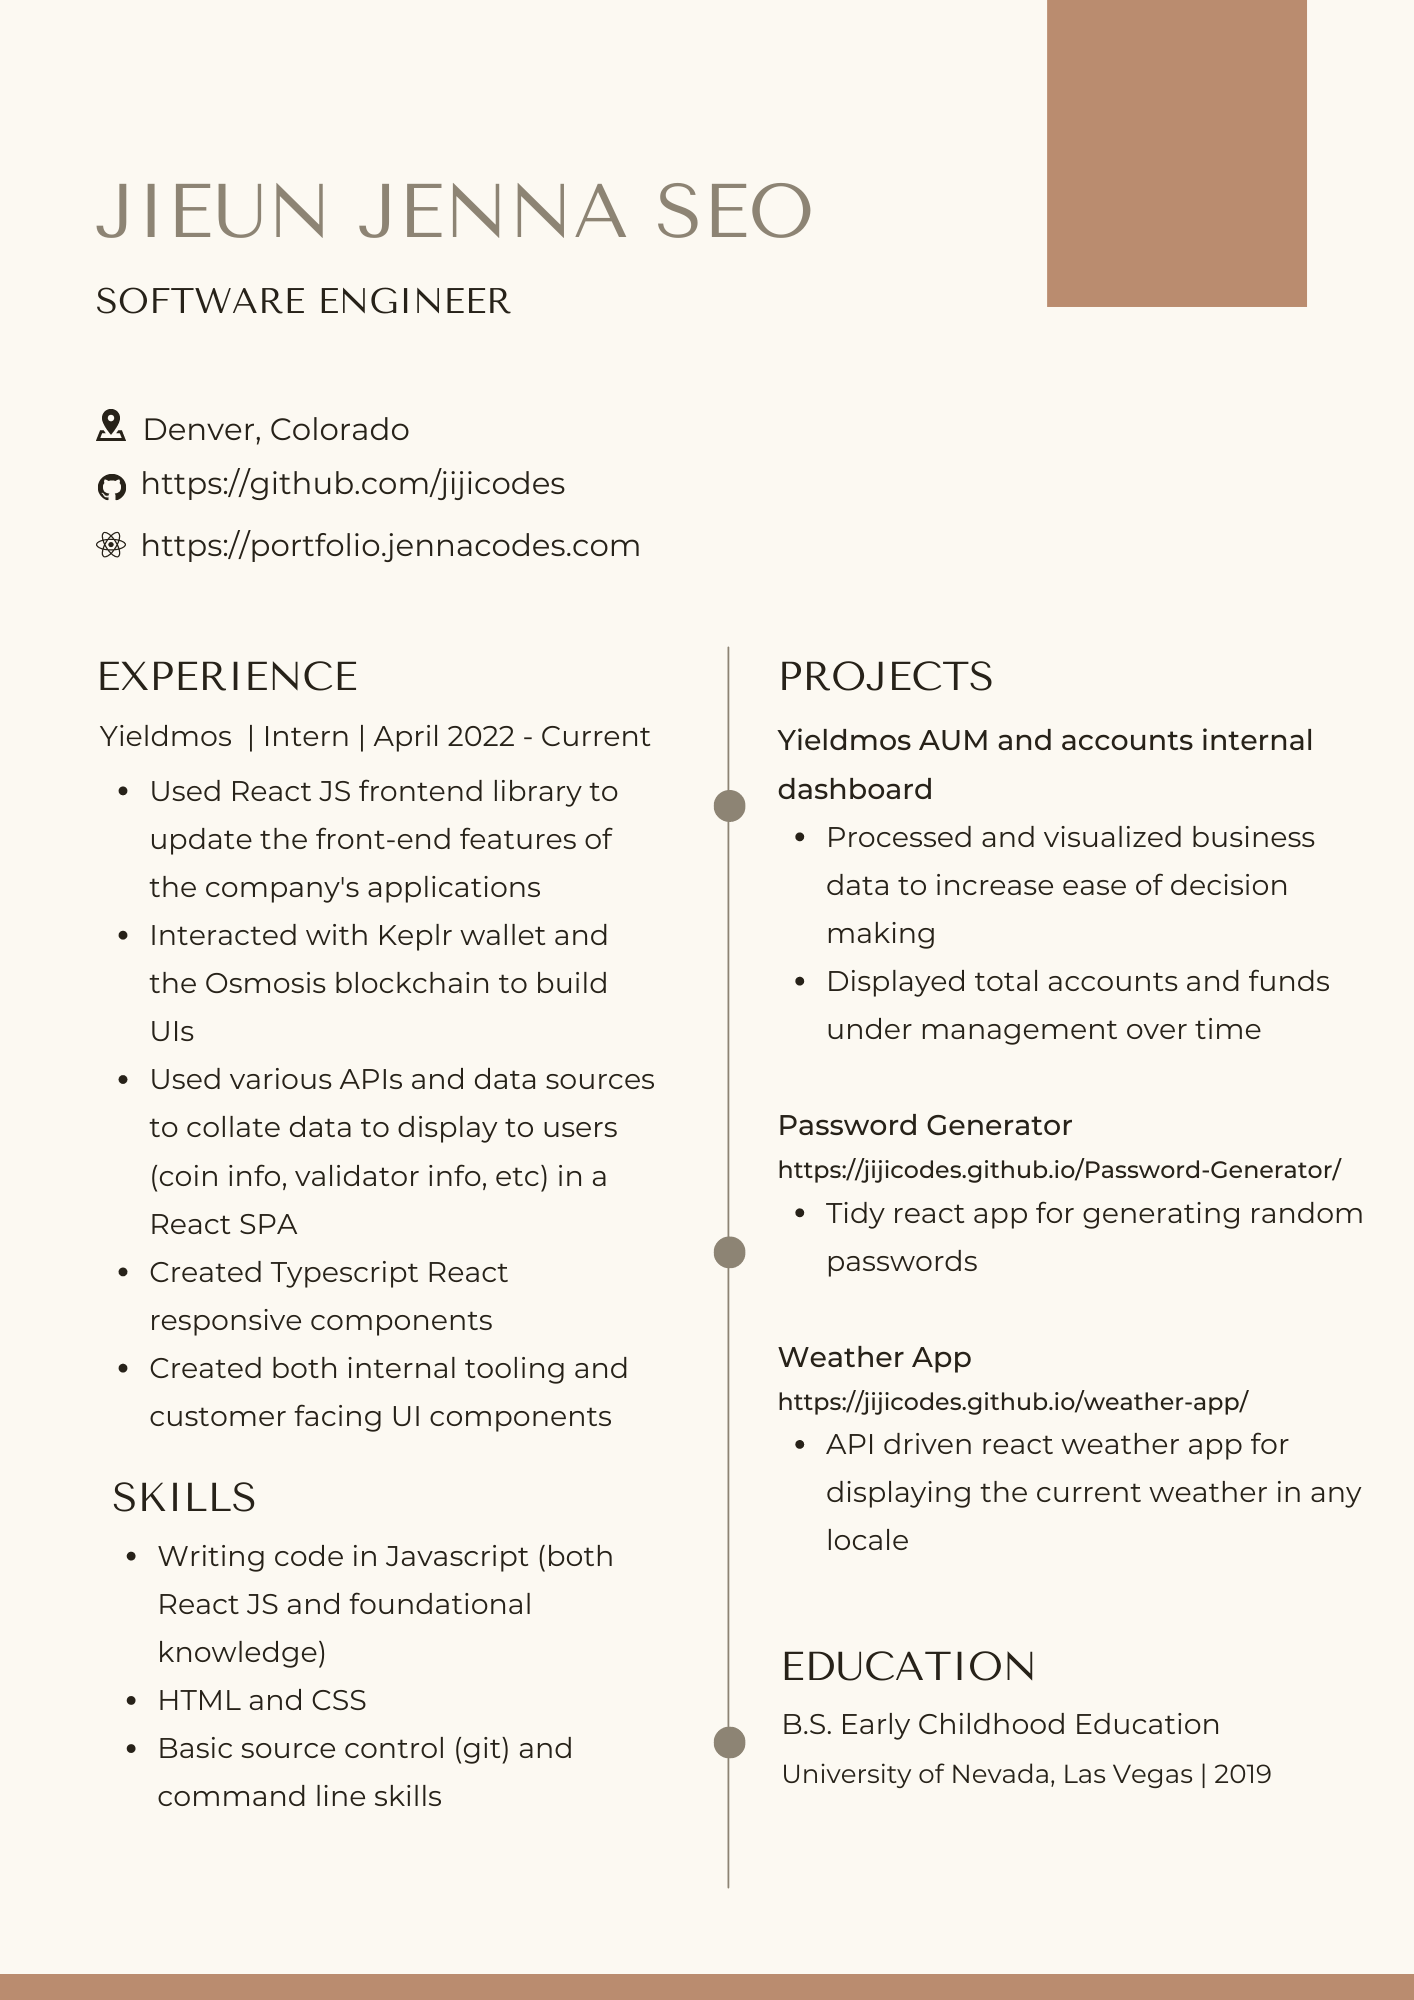 JIEUN JENNA SEO
SOFTWARE ENGINEER
Denver, Colorado
https://github.com/jijicodes
https://portfolio.jennacodes.com
EXPERIENCE
Yieldmos | Intern | April 2022 - Current
• Used React JS frontend library to
update the front-end features of
the company's applications
• Interacted with Keplr wallet and
the Osmosis blockchain to build
UIs
• Used various APIs and data sources
to collate data to display to users
(coin info, validator info, etc) in a
React SPA
• Created Typescript React
responsive components
• Created both internal tooling and
customer facing UI components
SKILLS
• Writing code in Javascript (both
React JS and foundational
knowledge)
• HTML and CSS
• Basic source control (git) and
command line skills
PROJECTS
Yieldmos AUM and accounts internal
dashboard
• Processed and visualized business
data to increase ease of decision
making
• Displayed total accounts and funds
under management over time
Password Generator
https://jijicodes.github.io/Password-Generator/
• Tidy react app for generating random
passwords
Weather App
https://jijicodes.github.io/weather-app/
• API driven react weather app for
displaying the current weather in any
locale
EDUCATION
B.S. Early Childhood Education
University of Nevada, Las Vegas | 2019